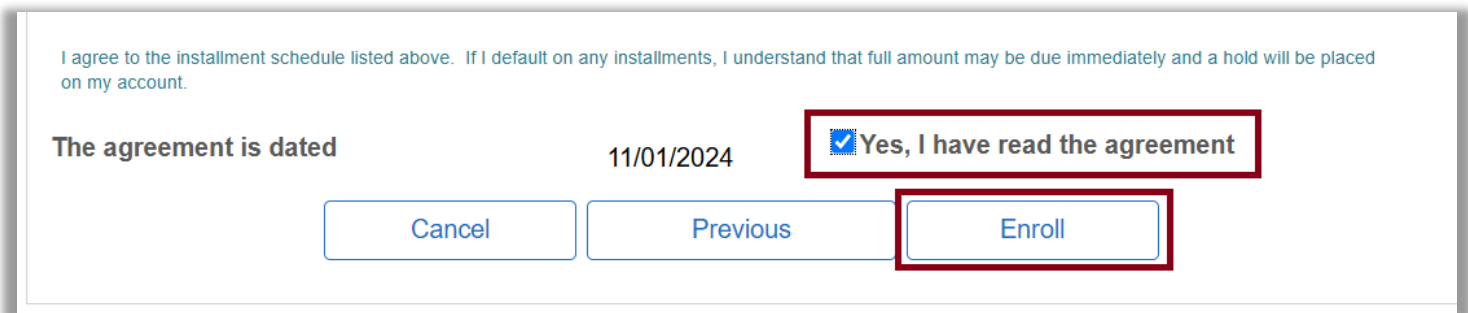 I agree to the installment schedule listed above.  If I default on any installments, I understand that full amount may be due immediately and a hold will be placed
on my account.
The agreement is dated 11/01/2024 Yes, I have read the agreement
Cancel Previous Enroll